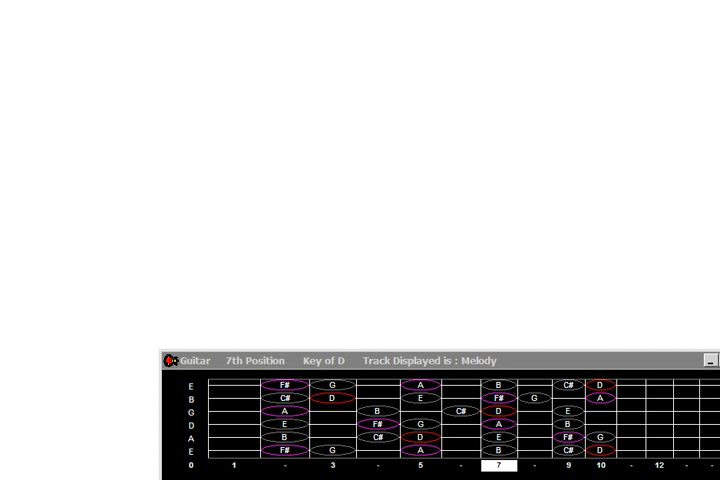 Guitar 7th Position Key of D Track Displayed is : Melody
E F# G A B C# D
B C# D E F# G A
G A B C# D E
D E F# G A B
A B C# D E F# G
E F# G A B C# D
0 1 - 3 - 5 - 7 - 9 10 - 12 - -